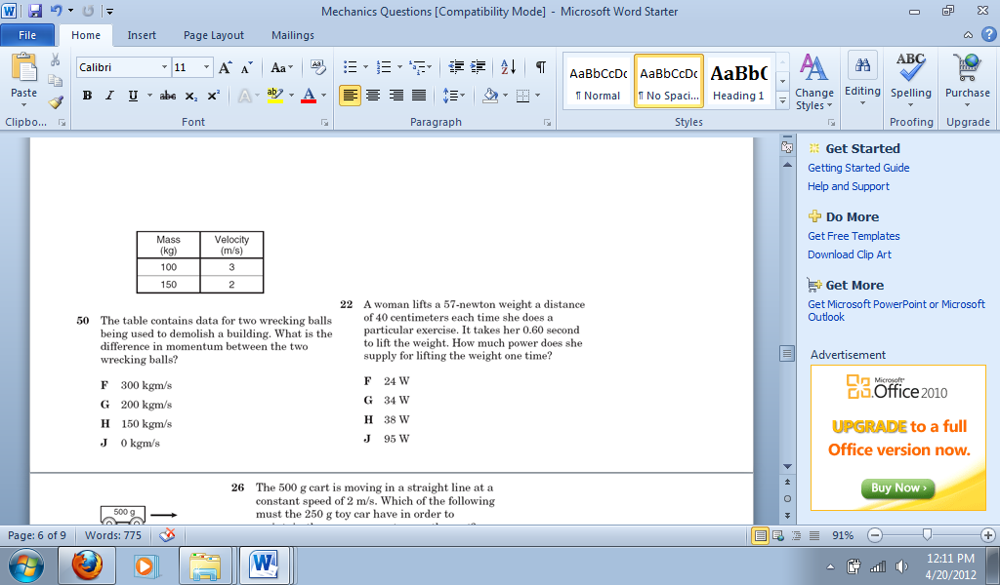 Mechanics Questions [Compatibility Mode] - Microsoft Word Starter
File Home Insert Page Layout Mailings
Calibri 11
Paste
AaBbCcDc AaBbCcDc AaBbC
¶ Normal ¶ No Spaci... Heading 1
Change Styles
Editing
ABC
Spelling
Purchase
Clipbo... Font Paragraph Styles Proofing Upgrade
Mass Velocity
(kg) (m/s)
100 3
150 2
50 The table contains data for two wrecking balls
being used to demolish a building. What is the
difference in momentum between the two
wrecking balls?
F 300 kgm/s
G 200 kgm/s
H 150 kgm/s
J 0 kgm/s
22 A woman lifts a 57-newton weight a distance
of 40 centimeters each time she does a
particular exercise. It takes her 0.60 second
to lift the weight. How much power does she
supply for lifting the weight one time?
F 24 W
G 34 W
H 38 W
J 95 W
500 g
26 The 500 g cart is moving in a straight line at a
constant speed of 2 m/s. Which of the following
must the 250 g toy car have in order to
Get Started
Getting Started Guide
Help and Support
Do More
Get Free Templates
Download Clip Art
Get More
Get Microsoft PowerPoint or Microsoft
Outlook
Advertisement
Microsoft®
Office 2010
UPGRADE to a full
Office version now.
Buy Now ›
Page: 6 of 9 Words: 775 91%
12:11 PM
4/20/2012